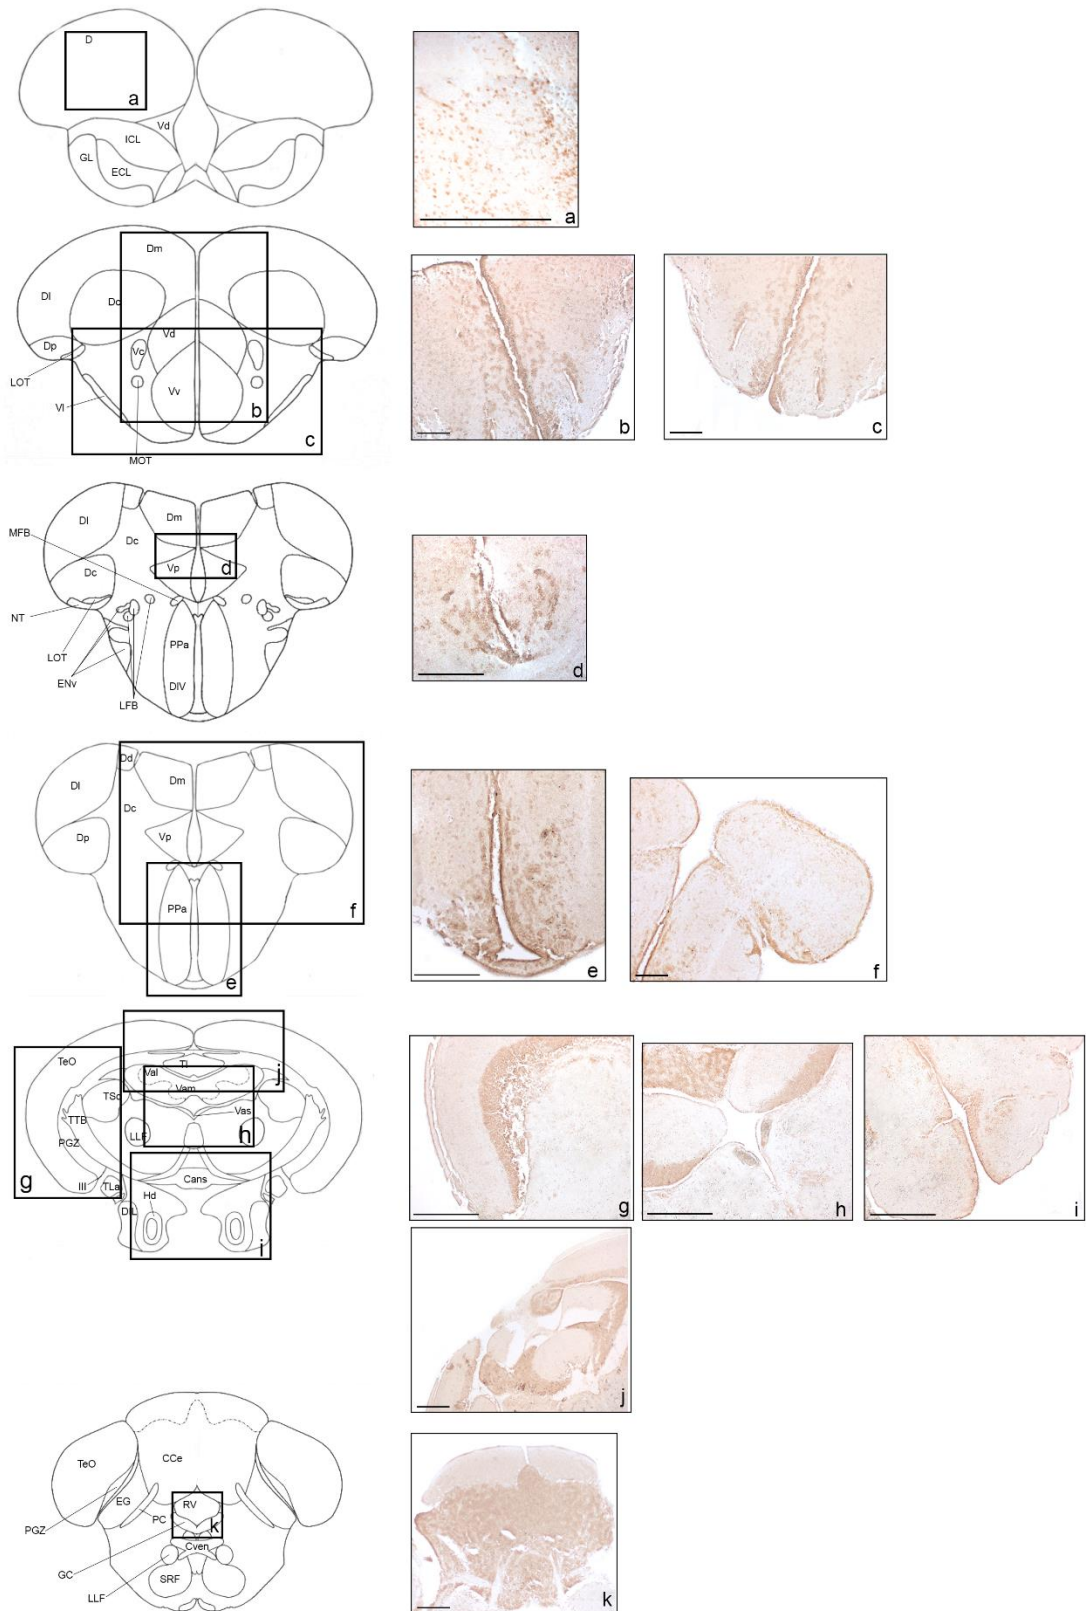 D
a
Vd
ICL
GL
ECL
a
Dm
Dl
Dc
Vd
Dp
Vc
LOT
Vl
Vv
b
c
MOT
b
c
Dl
Dm
MFB
Dc
Vp
d
Dc
NT
LOT
PPa
ENv
DIV
LFB
d
Dd
Dl
Dm
Dc
Dp
Vp
f
PPa
e
e
f
TeO
Tl
Val
j
TSc
Vam
TTB
Vas
PGZ
LLF
h
g
III
TLa
Cans
DIL
Hd
i
g
h
i
j
TeO
CCe
EG
RV
PGZ
PC
k
GC
Cven
LLF
SRF
k